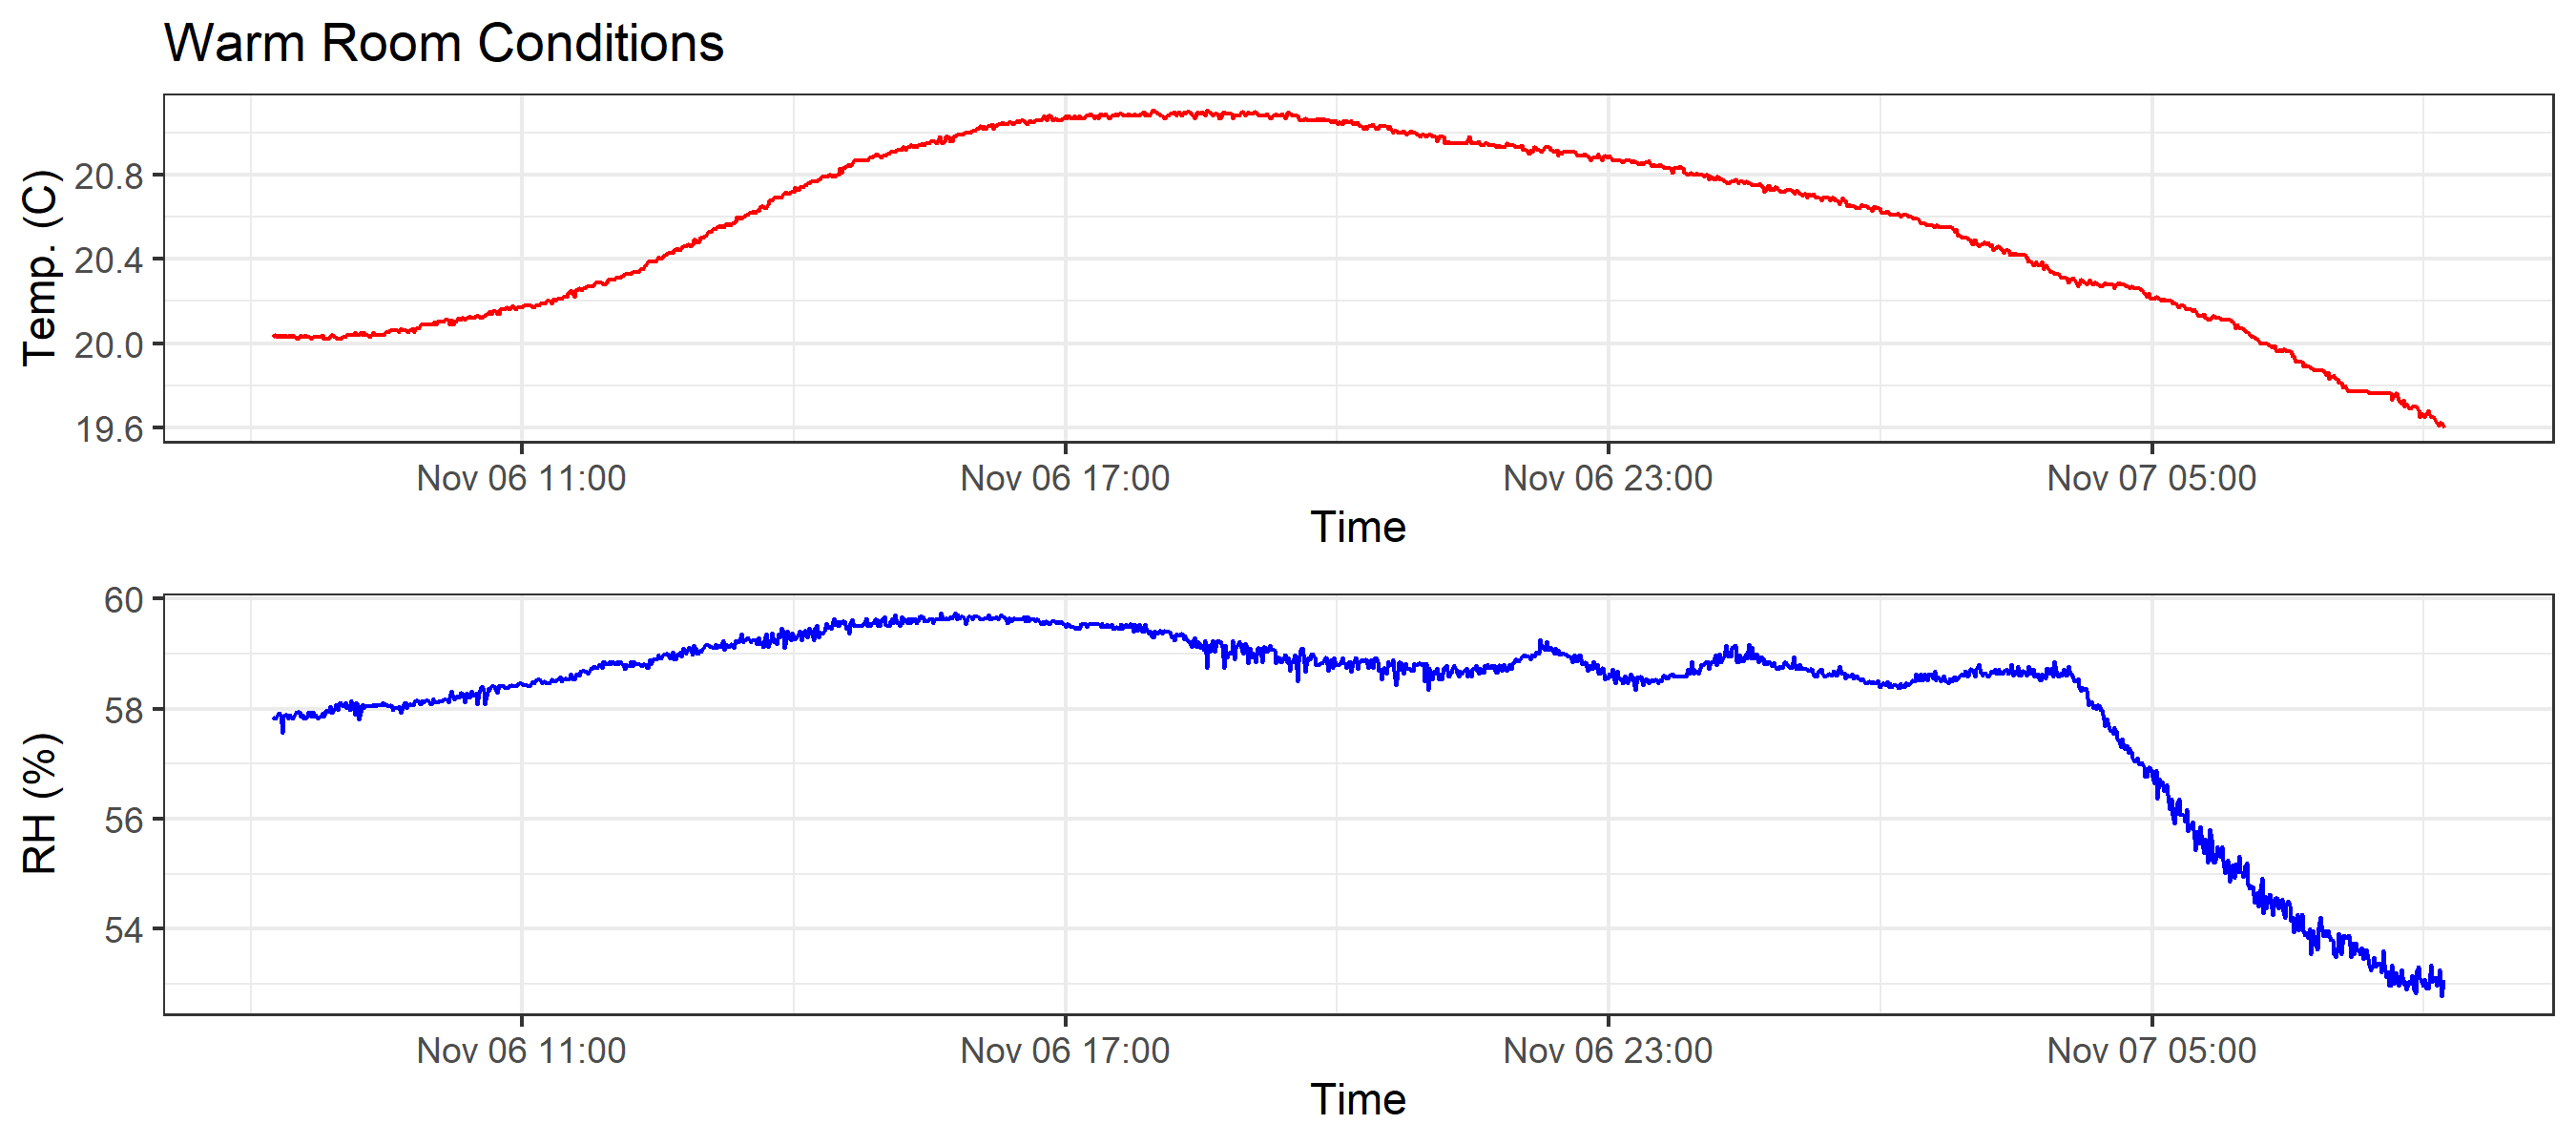 Warm Room Conditions
Temp. (C)
20.8
20.4
20.0
19.6
Nov 06 11:00 Nov 06 17:00 Nov 06 23:00 Nov 07 05:00
Time
RH (%)
60
58
56
54
Nov 06 11:00 Nov 06 17:00 Nov 06 23:00 Nov 07 05:00
Time